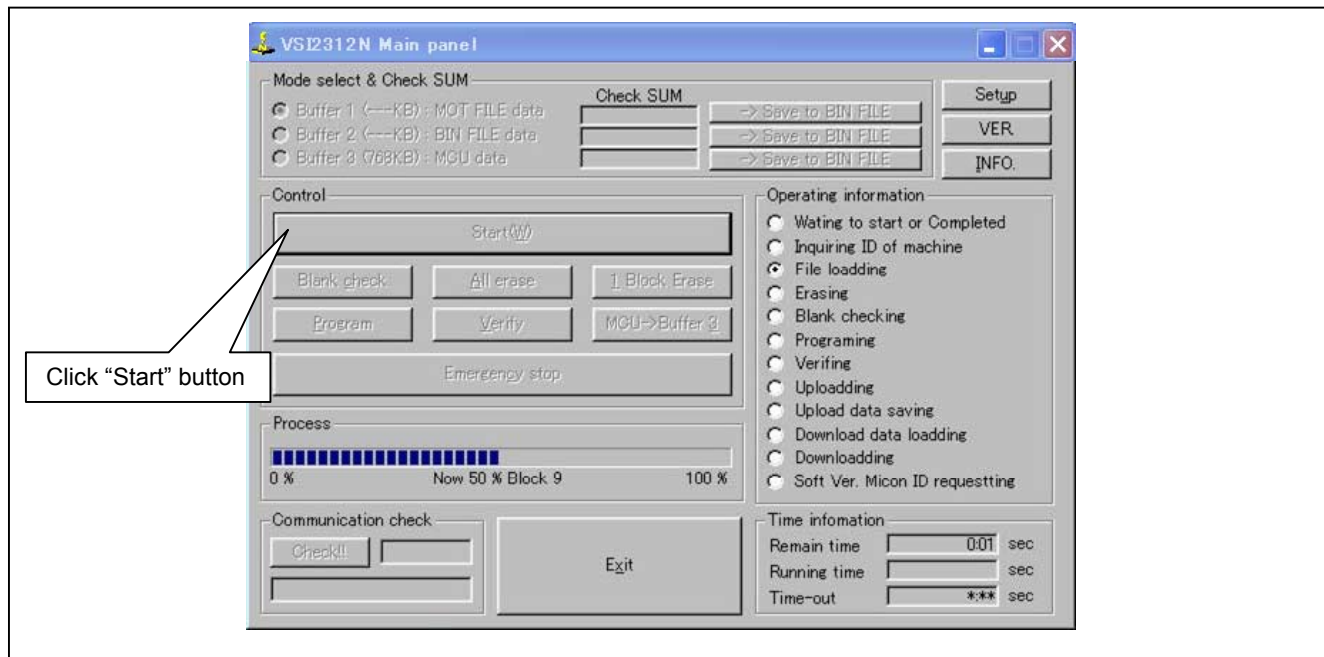 VSI2312N Main panel
Mode select & Check SUM
Check SUM
Buffer 1 (---KB) : MOT FILE data
-> Save to BIN FILE
Buffer 2 (---KB) : BIN FILE data
-> Save to BIN FILE
Buffer 3 (768KB) : MCU data
-> Save to BIN FILE
Setup
VER.
INFO.
Control
Start(W)
Blank check
All erase
1 Block Erase
Program
Verify
MCU->Buffer 3
Emergency stop
Click “Start” button
Process
0 %
Now 50 % Block 9
100 %
Communication check
Check!!
Exit
Operating information
Wating to start or Completed
Inquiring ID of machine
File loadding
Erasing
Blank checking
Programing
Verifing
Uploadding
Upload data saving
Download data loadding
Downloadding
Soft Ver. Micon ID requestting
Time infomation
Remain time 0:01 sec
Running time sec
Time-out *:** sec